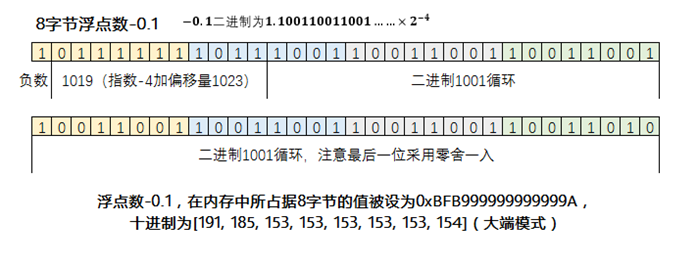 8字节浮点数-0.1 −0.1二进制为1.100110011001……× 2⁻⁴
1 0 1 1 1 1 1 1 1 0 1 1 1 0 0 1 1 0 0 1 1 0 0 1 1 0 0 1 1 0 0 1
负数 1019（指数-4加偏移量1023） 二进制1001循环
1 0 0 1 1 0 0 1 1 0 0 1 1 0 0 1 1 0 0 1 1 0 0 1 1 0 0 1 1 0 1 0
二进制1001循环，注意最后一位采用零舍一入
浮点数-0.1，在内存中所占据8字节的值被设为0xBFB999999999999A，
十进制为[191, 185, 153, 153, 153, 153, 153, 154]（大端模式）